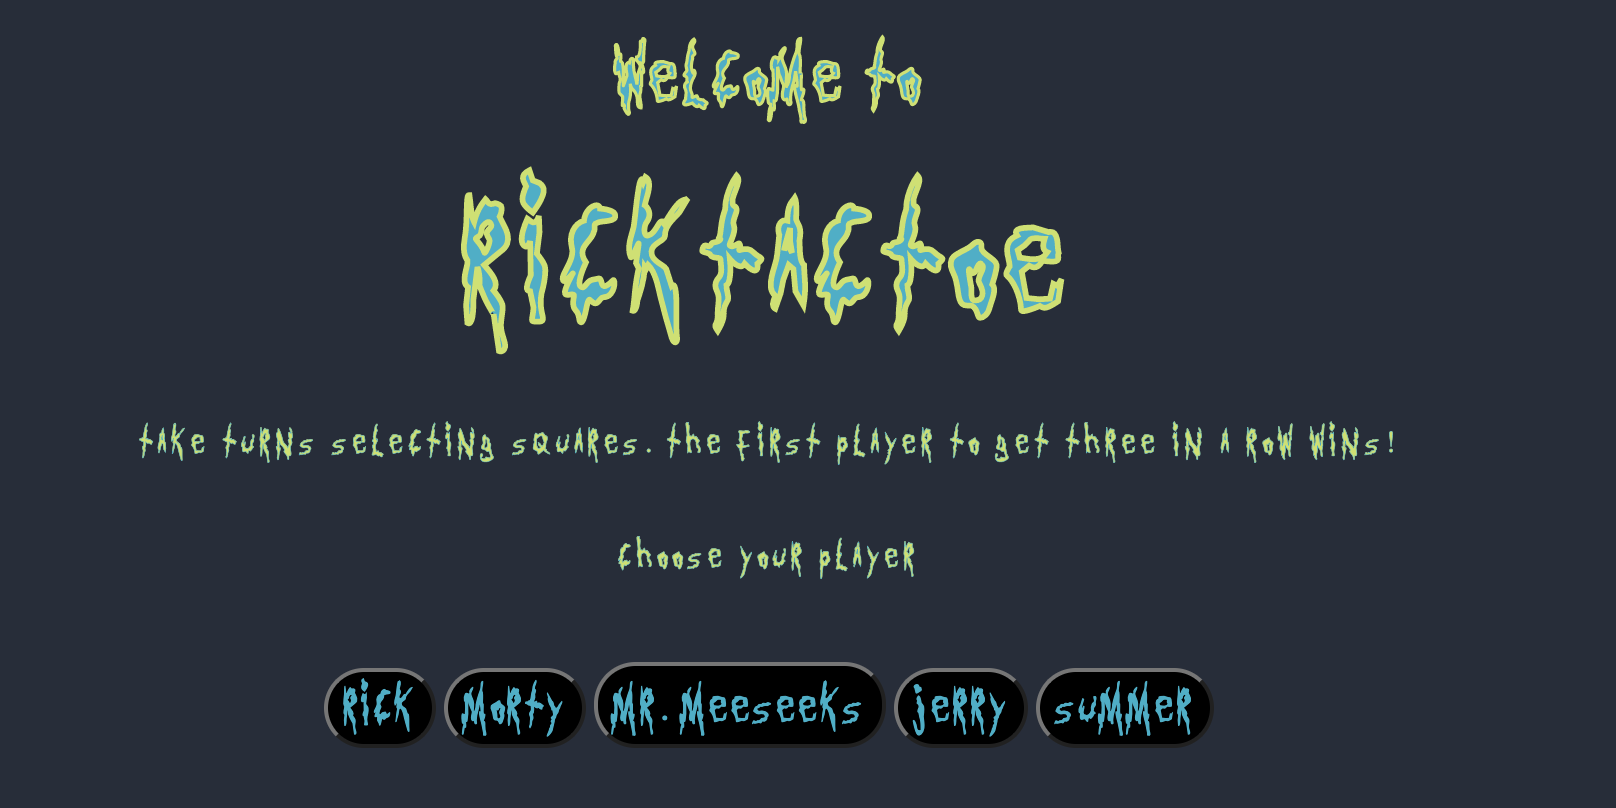 Welcome to
RickTacToe
Take turns selecting squares. The first player to get three in a row wins!
Choose your player
Rick
Morty
Mr. Meeseeks
Jerry
Summer